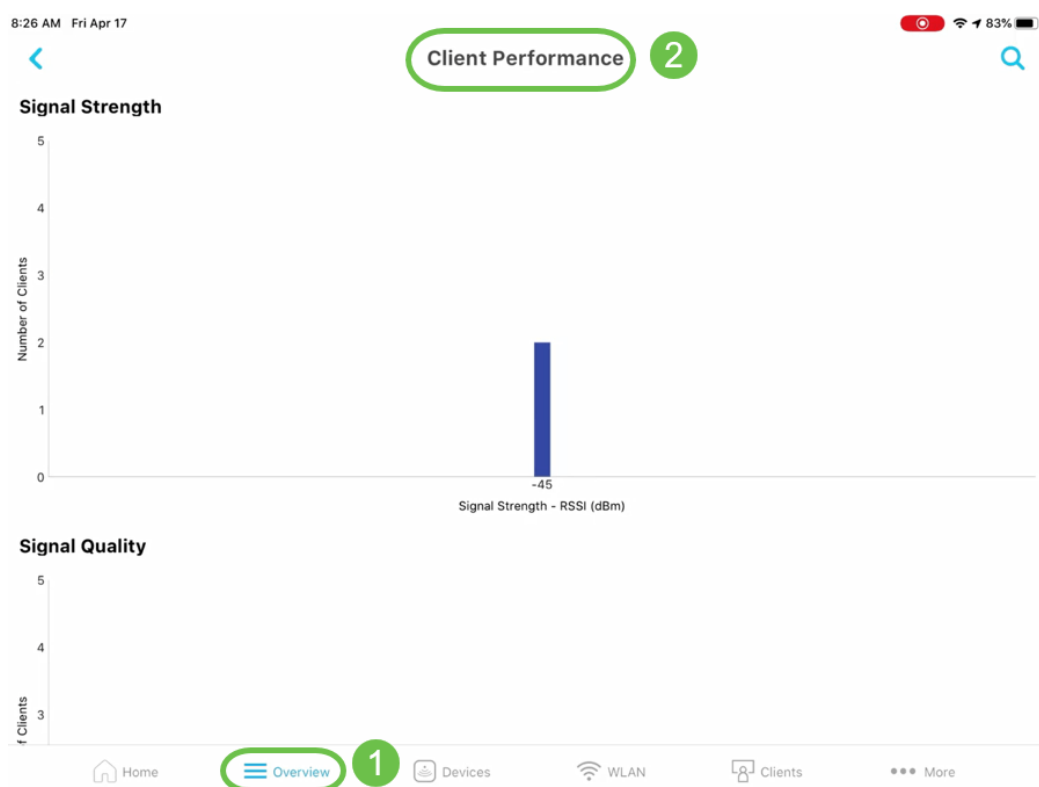 8:26 AM Fri Apr 17
83%
Client Performance
2
Signal Strength
5
4
3
2
1
0
Number of Clients
-45
Signal Strength - RSSI (dBm)
Signal Quality
5
4
3
f Clients
Home
Overview
1
Devices
WLAN
Clients
More